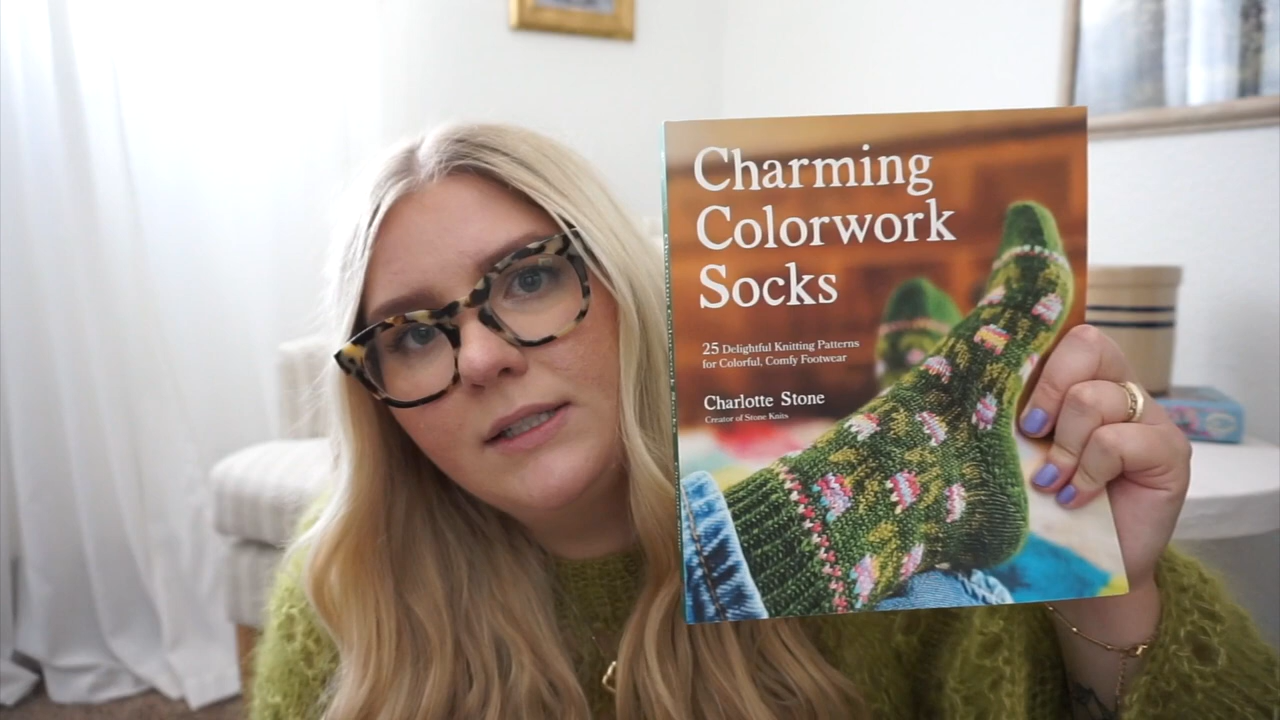 Charming
Colorwork
Socks
25 Delightful Knitting Patterns
for Colorful, Comfy Footwear
Charlotte Stone
Creator of Stone Knits